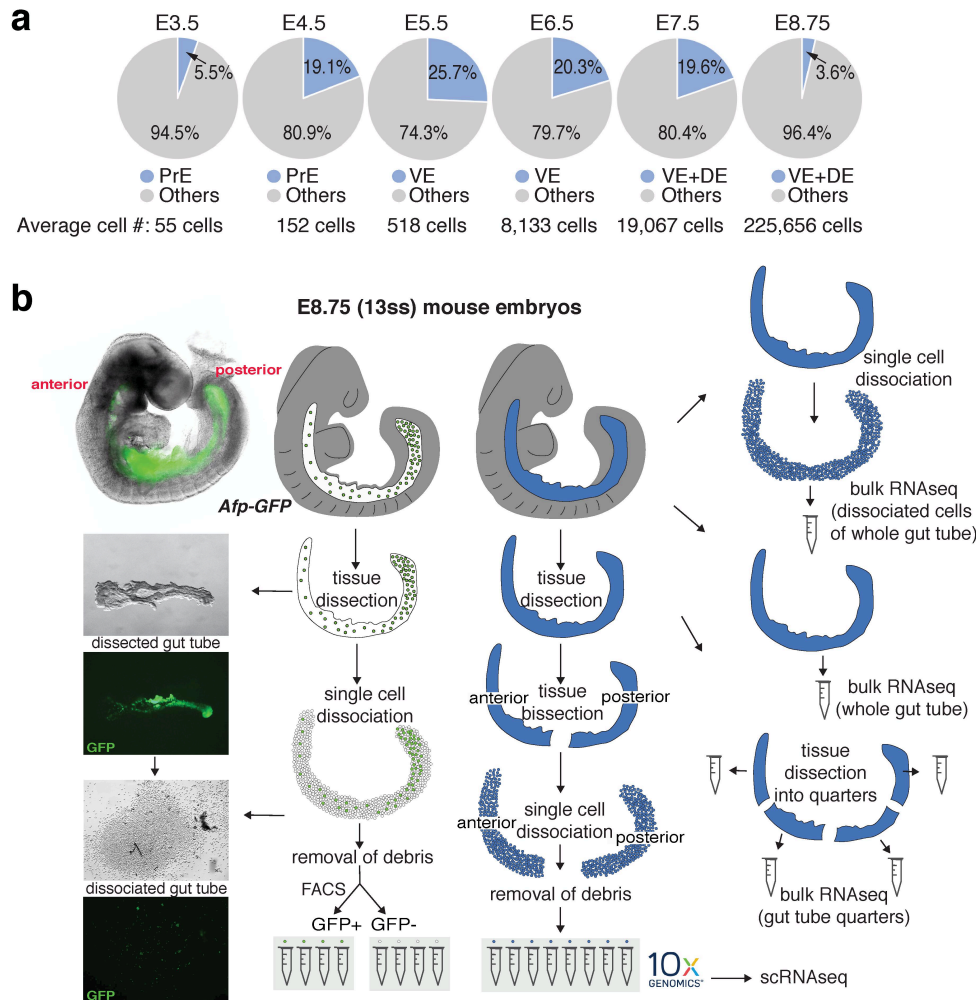 a
E3.5
E4.5
E5.5
E6.5
E7.5
E8.75
5.5%
94.5%
19.1%
80.9%
25.7%
74.3%
20.3%
79.7%
19.6%
80.4%
3.6%
96.4%
PrE
Others
PrE
Others
VE
Others
VE
Others
VE+DE
Others
VE+DE
Others
Average cell #: 55 cells
152 cells
518 cells
8,133 cells
19,067 cells
225,656 cells
b
E8.75 (13ss) mouse embryos
anterior
posterior
Afp-GFP
tissue
dissection
dissected gut tube
GFP
single cell
dissociation
dissociated gut tube
GFP
removal of debris
FACS
GFP+ GFP-
tissue
dissection
anterior
tissue
bissection
posterior
anterior
single cell
dissociation
posterior
removal of debris
10x
GENOMICS
scRNAseq
single cell
dissociation
bulk RNAseq
(dissociated cells
of whole gut tube)
bulk RNAseq
(whole gut tube)
tissue
dissection
into quarters
bulk RNAseq
(gut tube quarters)